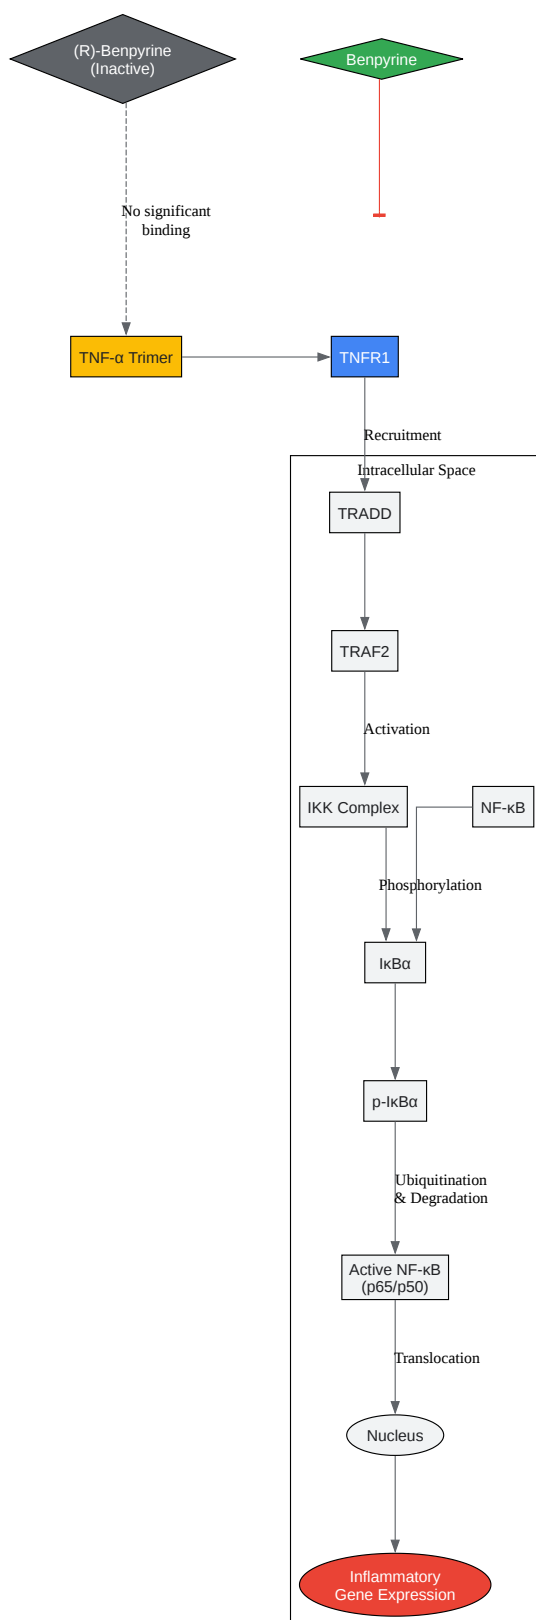 (R)-Benpyrine
(Inactive)
Benpyrine
No significant
binding
TNF-α Trimer
TNFR1
Recruitment
Intracellular Space
TRADD
TRAF2
Activation
IKK Complex
NF-κB
Phosphorylation
IκBα
p-IκBα
Ubiquitination
& Degradation
Active NF-κB
(p65/p50)
Translocation
Nucleus
Inflammatory
Gene Expression